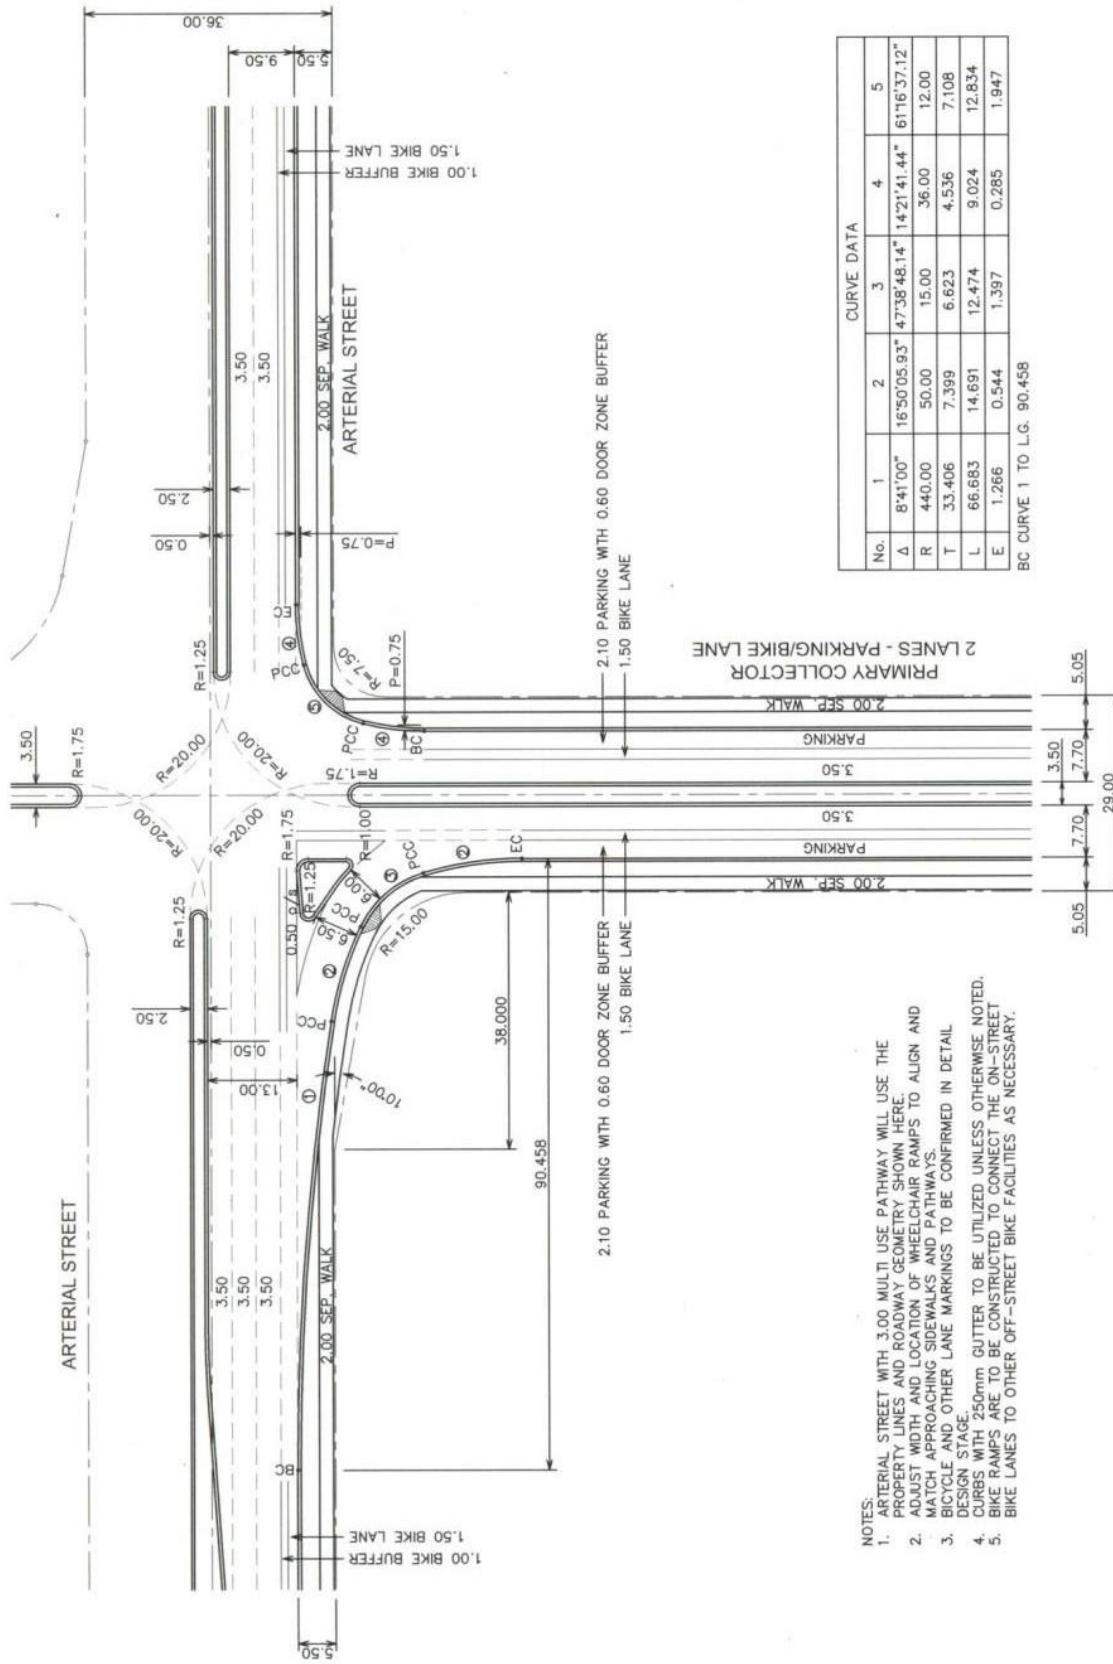 ARTERIAL STREET
36.00
9.50
5.50
1.50 BIKE LANE
1.00 BIKE BUFFER
3.50
3.50
2.00 SEP. WALK
ARTERIAL STREET
2.50
0.50
P=0.75
EC
④
PCC
R=1.25
R=7.50
⑤
PCC
④
BC
P=0.75
3.50
R=1.75
R=20.00
R=20.00
R=20.00
R=20.00
R=1.75
R=1.75
R=1.00
R=1.25
0.50 o/s
R=1.25
6.00
6.50
PCC
③
PCC
②
EC
R=15.00
②
PCC
①
2.50
0.50
13.00
10°00"
38.000
90.458
3.50
3.50
3.50
2.00 SEP. WALK
BC
1.50 BIKE LANE
1.00 BIKE BUFFER
5.50
2.10 PARKING WITH 0.60 DOOR ZONE BUFFER
1.50 BIKE LANE
2.10 PARKING WITH 0.60 DOOR ZONE BUFFER
1.50 BIKE LANE
PRIMARY COLLECTOR
2 LANES - PARKING/BIKE LANE
2.00 SEP. WALK
PARKING
3.50
3.50
PARKING
2.00 SEP. WALK
5.05
7.70
3.50
7.70
5.05
29.00
CURVE DATA
No. 1 2 3 4 5
Δ 8°41'00" 16°50'05.93" 47°38'48.14" 14°21'41.44" 61°16'37.12"
R 440.00 50.00 15.00 36.00 12.00
T 33.406 7.399 6.623 4.536 7.108
L 66.683 14.691 12.474 9.024 12.834
E 1.266 0.544 1.397 0.285 1.947
BC CURVE 1 TO L.G. 90.458
NOTES:
1. ARTERIAL STREET WITH 3.00 MULTI USE PATHWAY WILL USE THE
PROPERTY LINES AND ROADWAY GEOMETRY SHOWN HERE.
2. ADJUST WIDTH AND LOCATION OF WHEELCHAIR RAMPS TO ALIGN AND
MATCH APPROACHING SIDEWALKS AND PATHWAYS.
3. BICYCLE AND OTHER LANE MARKINGS TO BE CONFIRMED IN DETAIL
DESIGN STAGE.
4. CURBS WITH 250mm GUTTER TO BE UTILIZED UNLESS OTHERWISE NOTED.
5. BIKE RAMPS ARE TO BE CONSTRUCTED TO CONNECT THE ON-STREET
BIKE LANES TO OTHER OFF-STREET BIKE FACILITIES AS NECESSARY.